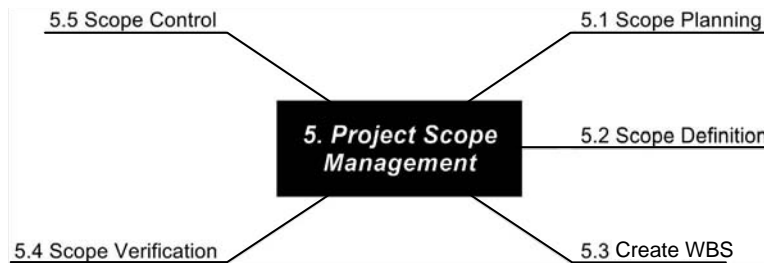 5.5 Scope Control
5.1 Scope Planning
5. Project Scope
Management
5.2 Scope Definition
5.4 Scope Verification
5.3 Create WBS